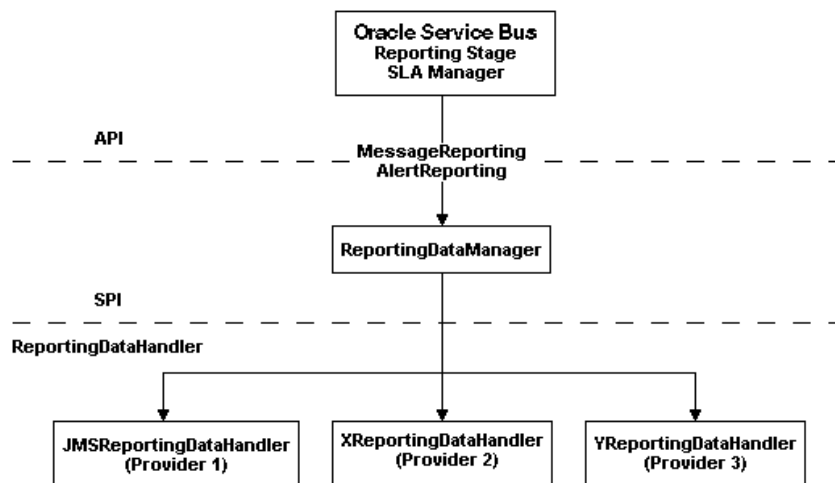 Oracle Service Bus
Reporting Stage
SLA Manager
API
MessageReporting
AlertReporting
ReportingDataManager
SPI
ReportingDataHandler
JMSReportingDataHandler
(Provider 1)
XReportingDataHandler
(Provider 2)
YReportingDataHandler
(Provider 3)